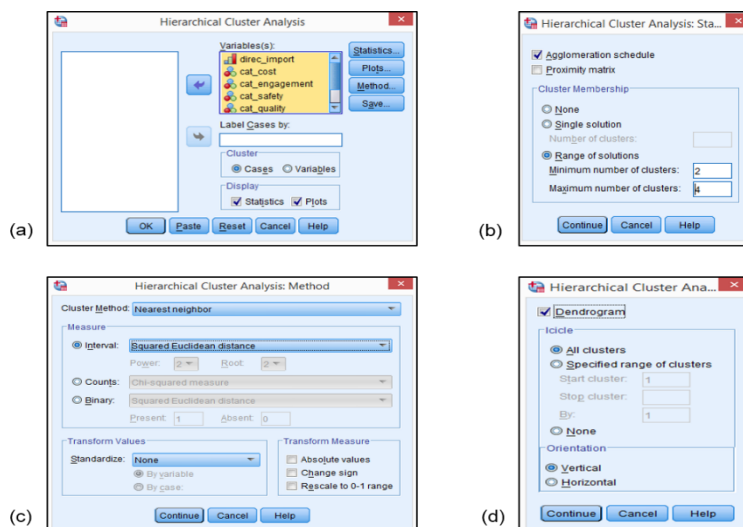 Hierarchical Cluster Analysis
Variables(s):
direc_import
cat_cost
cat_engagement
cat_safety
cat_quality
Statistics...
Plots...
Method...
Save...
Label Cases by:
Cluster
Cases Variables
Display
Statistics Plots
OK Paste Reset Cancel Help
(a)
Hierarchical Cluster Analysis: Sta...
Agglomeration schedule
Proximity matrix
Cluster Membership
None
Single solution
Number of clusters:
Range of solutions
Minimum number of clusters: 2
Maximum number of clusters: 4
Continue Cancel Help
(b)
Hierarchical Cluster Analysis: Method
Cluster Method: Nearest neighbor
Measure
Interval: Squared Euclidean distance
Power: 2 Root: 2
Counts: Chi-squared measure
Binary: Squared Euclidean distance
Present: 1 Absent: 0
Transform Values
Standardize: None
By variable
By case:
Transform Measure
Absolute values
Change sign
Rescale to 0-1 range
Continue Cancel Help
(c)
Hierarchical Cluster Ana...
Dendrogram
Icicle
All clusters
Specified range of clusters
Start cluster: 1
Stop cluster:
By: 1
None
Orientation
Vertical
Horizontal
Continue Cancel Help
(d)